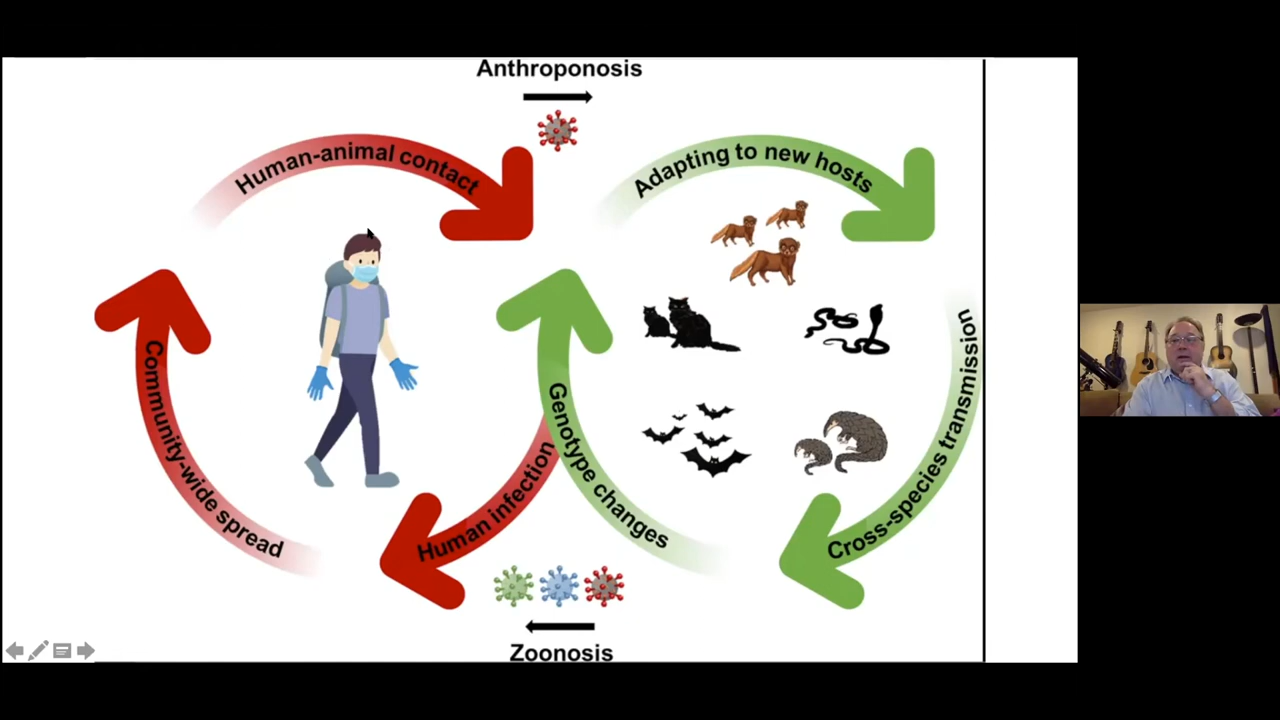 Anthroponosis
Human-animal contact
Adapting to new hosts
Community-wide spread
Human infection
Genotype changes
Cross-species transmission
Zoonosis